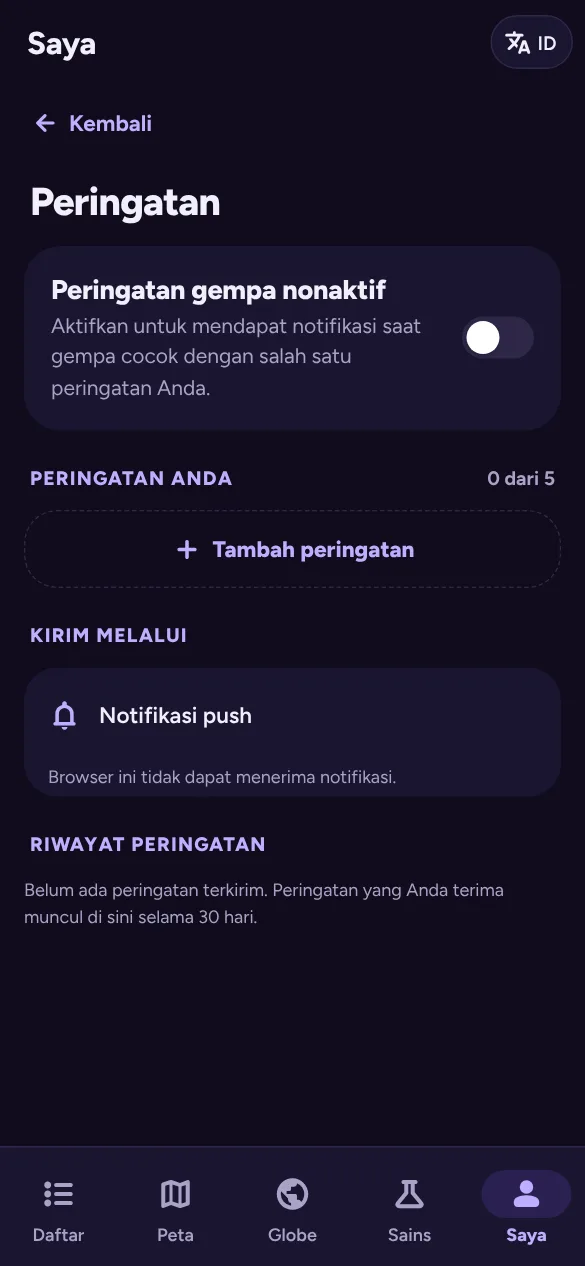 Saya
ID
Kembali
Peringatan
Peringatan gempa nonaktif
Aktifkan untuk mendapat notifikasi saat
gempa cocok dengan salah satu
peringatan Anda.
PERINGATAN ANDA
0 dari 5
Tambah peringatan
KIRIM MELALUI
Notifikasi push
Browser ini tidak dapat menerima notifikasi.
RIWAYAT PERINGATAN
Belum ada peringatan terkirim. Peringatan yang Anda terima
muncul di sini selama 30 hari.
Daftar
Peta
Globe
Sains
Saya